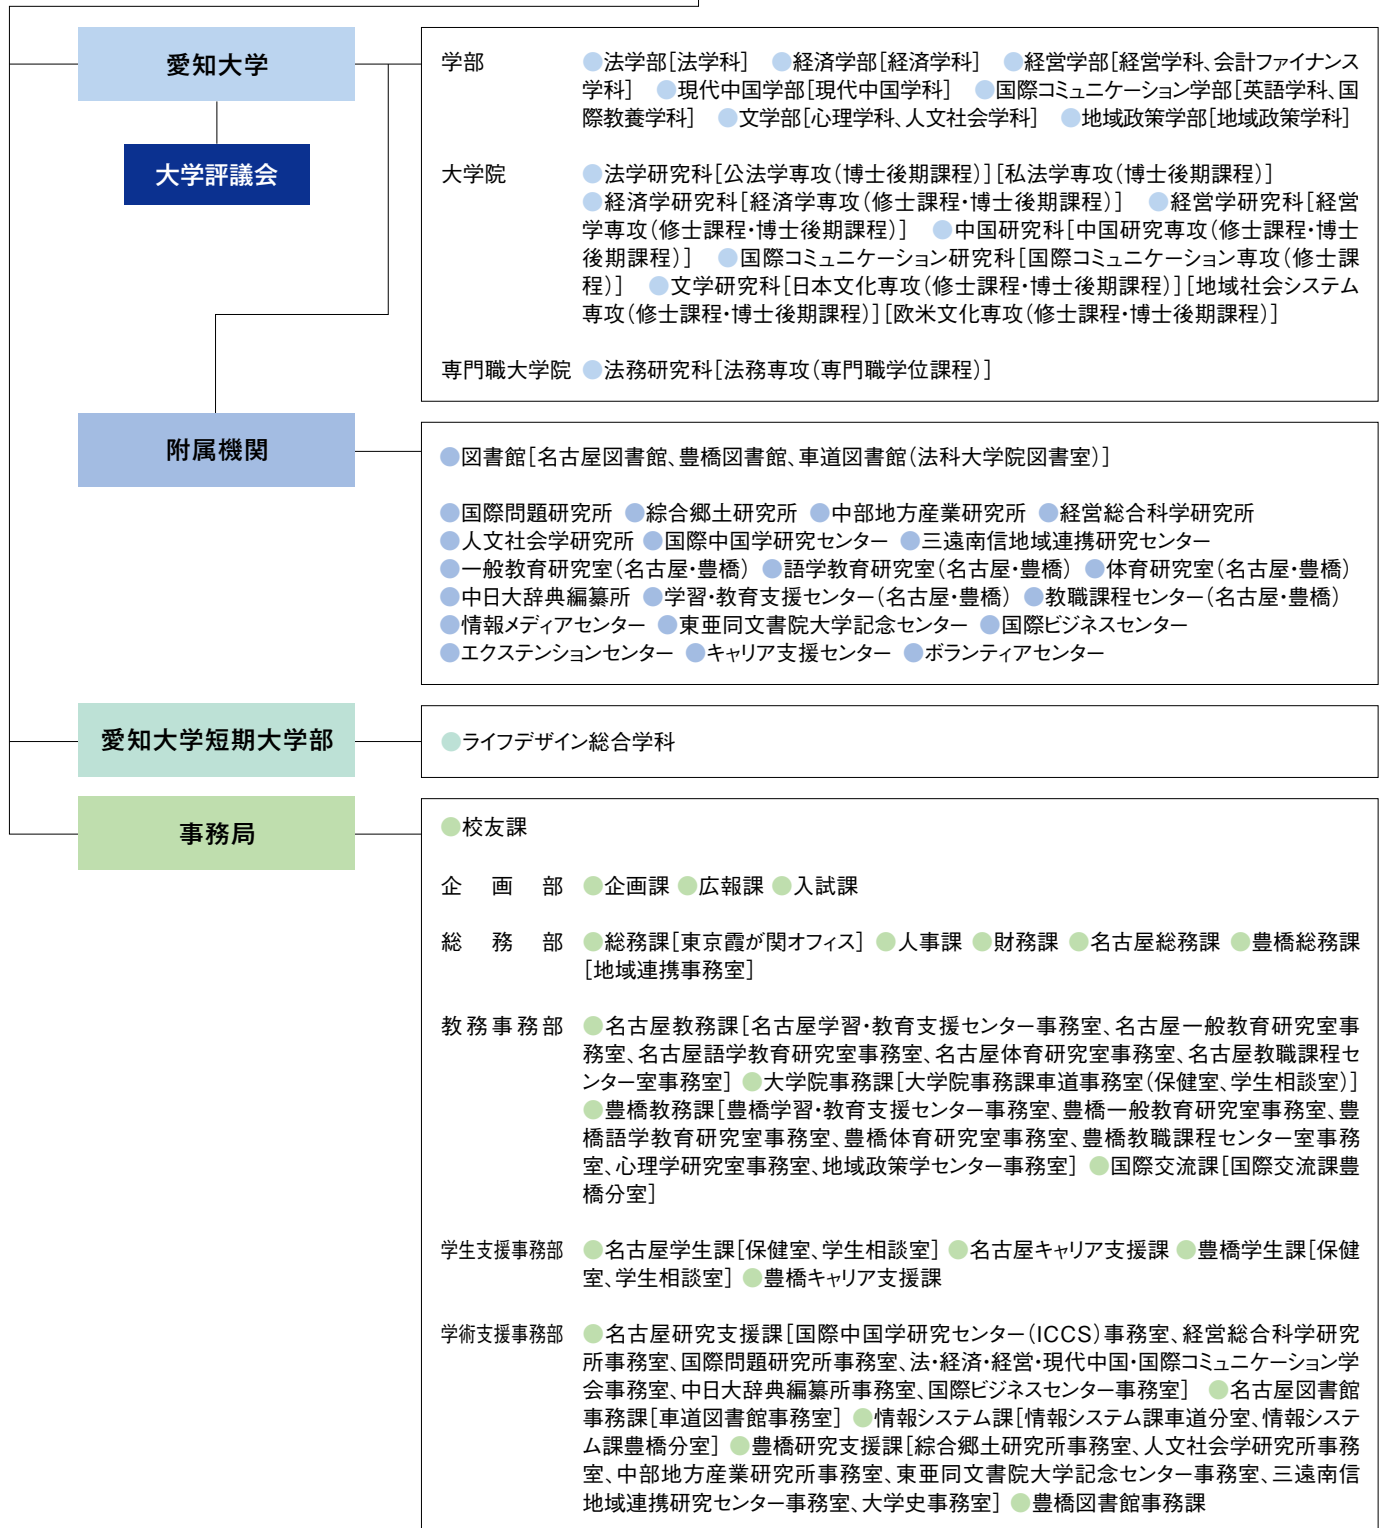 愛知大学
大学評議会
学部 ●法学部[法学科] ●経済学部[経済学科] ●経営学部[経営学科、会計ファイナンス
学科] ●現代中国学部[現代中国学科] ●国際コミュニケーション学部[英語学科、国
際教養学科] ●文学部[心理学科、人文社会学科] ●地域政策学部[地域政策学科]
大学院 ●法学研究科[公法学専攻(博士後期課程)][私法学専攻(博士後期課程)]
●経済学研究科[経済学専攻(修士課程・博士後期課程)] ●経営学研究科[経営
学専攻(修士課程・博士後期課程)] ●中国研究科[中国研究専攻(修士課程・博士
後期課程)] ●国際コミュニケーション研究科[国際コミュニケーション専攻(修士課
程)] ●文学研究科[日本文化専攻(修士課程・博士後期課程)][地域社会システム
専攻(修士課程・博士後期課程)][欧米文化専攻(修士課程・博士後期課程)]
専門職大学院 ●法務研究科[法務専攻(専門職学位課程)]
附属機関
●図書館[名古屋図書館、豊橋図書館、車道図書館(法科大学院図書室)]
●国際問題研究所 ●綜合郷土研究所 ●中部地方産業研究所 ●経営総合科学研究所
●人文社会学研究所 ●国際中国学研究センター ●三遠南信地域連携研究センター
●一般教育研究室(名古屋・豊橋) ●語学教育研究室(名古屋・豊橋) ●体育研究室(名古屋・豊橋)
●中日大辞典編纂所 ●学習・教育支援センター(名古屋・豊橋) ●教職課程センター(名古屋・豊橋)
●情報メディアセンター ●東亜同文書院大学記念センター ●国際ビジネスセンター
●エクステンションセンター ●キャリア支援センター ●ボランティアセンター
愛知大学短期大学部
●ライフデザイン総合学科
事務局
●校友課
企画部 ●企画課 ●広報課 ●入試課
総務部 ●総務課[東京霞が関オフィス] ●人事課 ●財務課 ●名古屋総務課 ●豊橋総務課
[地域連携事務室]
教務事務部 ●名古屋教務課[名古屋学習・教育支援センター事務室、名古屋一般教育研究室事
務室、名古屋語学教育研究室事務室、名古屋体育研究室事務室、名古屋教職課程セ
ンター室事務室] ●大学院事務課[大学院事務課車道事務室(保健室、学生相談室)]
●豊橋教務課[豊橋学習・教育支援センター事務室、豊橋一般教育研究室事務室、豊
橋語学教育研究室事務室、豊橋体育研究室事務室、豊橋教職課程センター室事務
室、心理学研究室事務室、地域政策学センター事務室] ●国際交流課[国際交流課豊
橋分室]
学生支援事務部 ●名古屋学生課[保健室、学生相談室] ●名古屋キャリア支援課 ●豊橋学生課[保健
室、学生相談室] ●豊橋キャリア支援課
学術支援事務部 ●名古屋研究支援課[国際中国学研究センター(ICCS)事務室、経営総合科学研究
所事務室、国際問題研究所事務室、法・経済・経営・現代中国・国際コミュニケーション学
会事務室、中日大辞典編纂所事務室、国際ビジネスセンター事務室] ●名古屋図書館
事務課[車道図書館事務室] ●情報システム課[情報システム課車道分室、情報システ
ム課豊橋分室] ●豊橋研究支援課[綜合郷土研究所事務室、人文社会学研究所事務
室、中部地方産業研究所事務室、東亜同文書院大学記念センター事務室、三遠南信
地域連携研究センター事務室、大学史事務室] ●豊橋図書館事務課